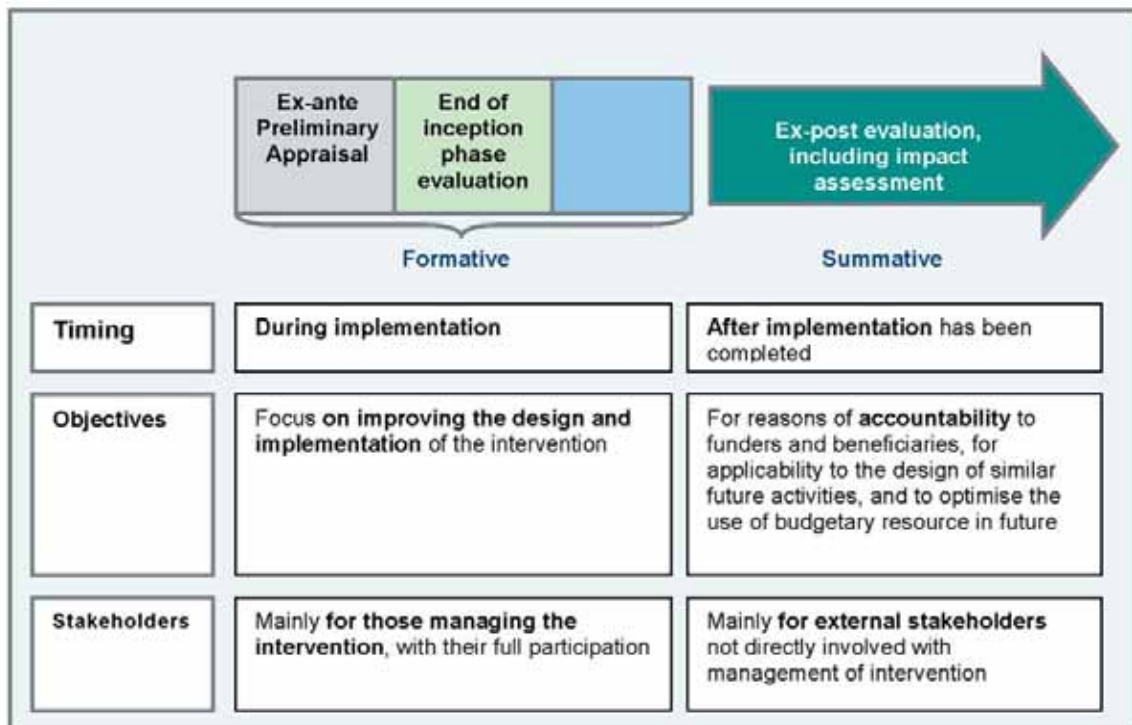 Ex-ante
Preliminary
Appraisal
End of
inception
phase
evaluation
Ex-post evaluation,
including impact
assessment
Formative
Summative
Timing
During implementation
After implementation has been
completed
Objectives
Focus on improving the design and
implementation of the intervention
For reasons of accountability to
funders and beneficiaries, for
applicability to the design of similar
future activities, and to optimise the
use of budgetary resource in future
Stakeholders
Mainly for those managing the
intervention, with their full participation
Mainly for external stakeholders
not directly involved with
management of intervention